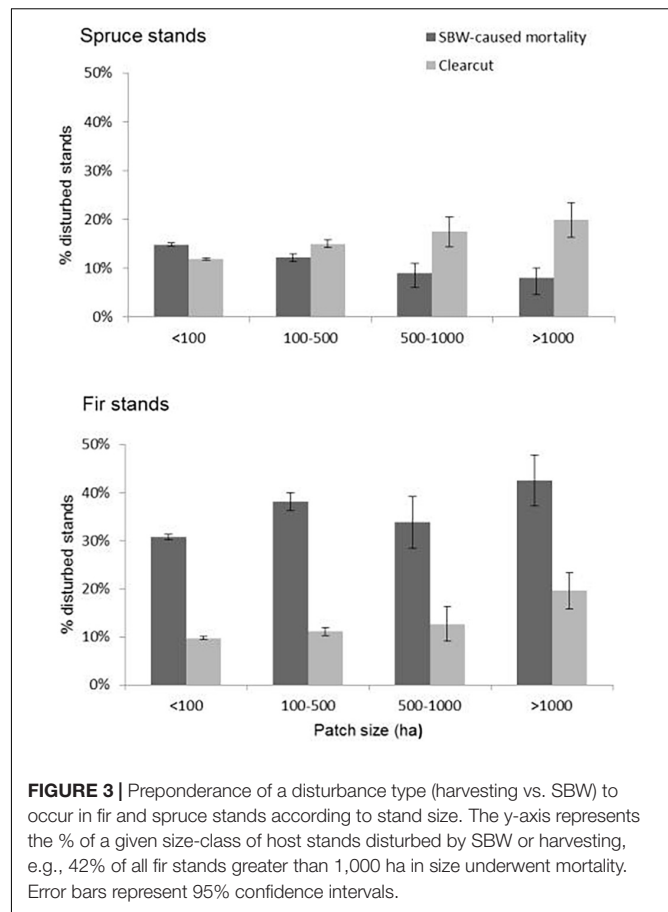 Spruce stands
SBW-caused mortality
Clearcut
50%
40%
30%
20%
10%
0%
% disturbed stands
<100
100-500
500-1000
>1000
Fir stands
50%
40%
30%
20%
10%
0%
% disturbed stands
<100
100-500
500-1000
>1000
Patch size (ha)
FIGURE 3 | Preponderance of a disturbance type (harvesting vs. SBW) to
occur in fir and spruce stands according to stand size. The y-axis represents
the % of a given size-class of host stands disturbed by SBW or harvesting,
e.g., 42% of all fir stands greater than 1,000 ha in size underwent mortality.
Error bars represent 95% confidence intervals.